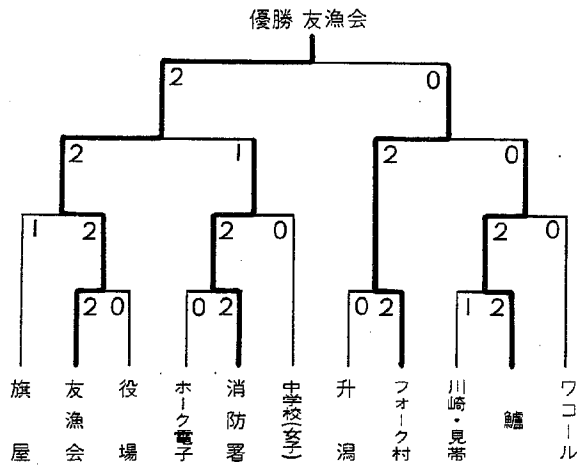 優勝 友漁会
2 0
2 1 2 0
1 2 2 0 2 0
2 0 0 2 0 2 1 2
旗屋
友漁会
役場
ホーク電子
消防署
中学校(女子)
升潟
フォーク村
川崎・見帯
鱸
ワコール